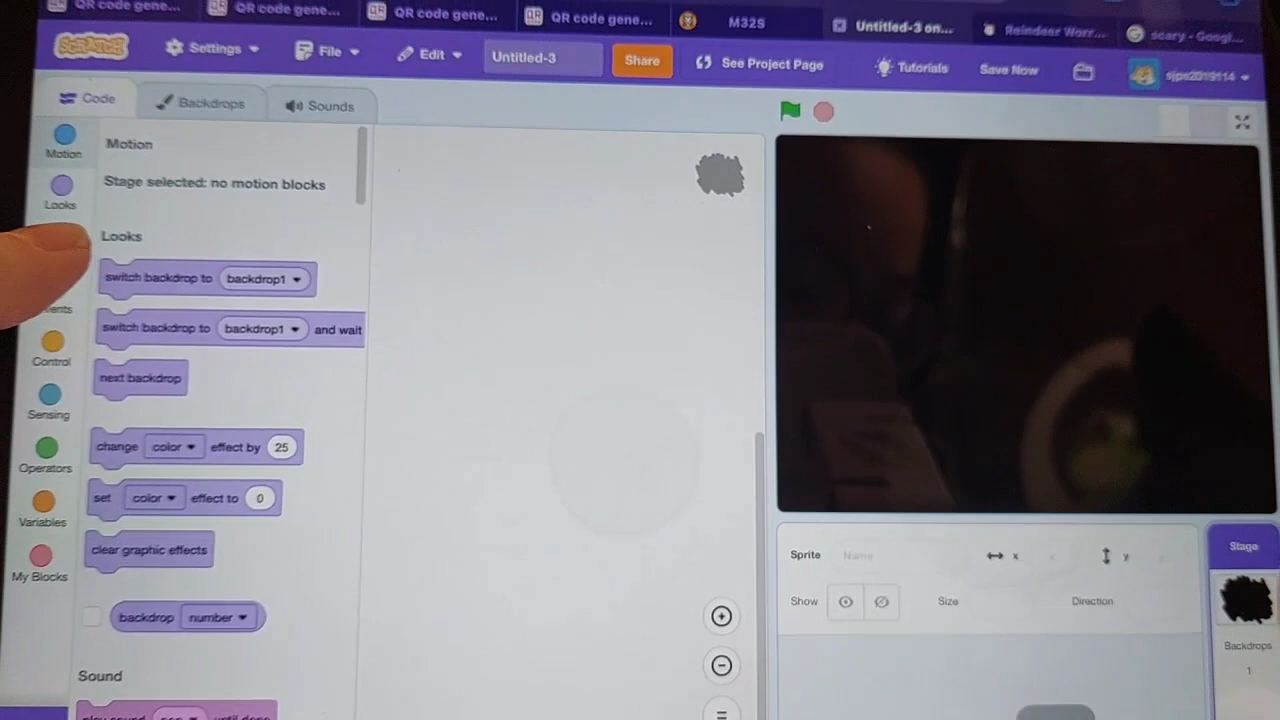 QR code gene...
QR code gene...
QR code gene...
QR code gene...
M32S
Untitled-3 on...
Reindeer Worr...
scary - Googl...
SCRATCH
Settings
File
Edit
Untitled-3
Share
See Project Page
Tutorials
Save Now
sjps2019114
Code
Backdrops
Sounds
Motion
Looks
Control
Sensing
Operators
Variables
My Blocks
Motion
Stage selected: no motion blocks
Looks
switch backdrop to backdrop1
switch backdrop to backdrop1 and wait
next backdrop
change color effect by 25
set color effect to 0
clear graphic effects
backdrop number
Sound
Sprite Name
x
y
Show
Size
Direction
Stage
Backdrops
1